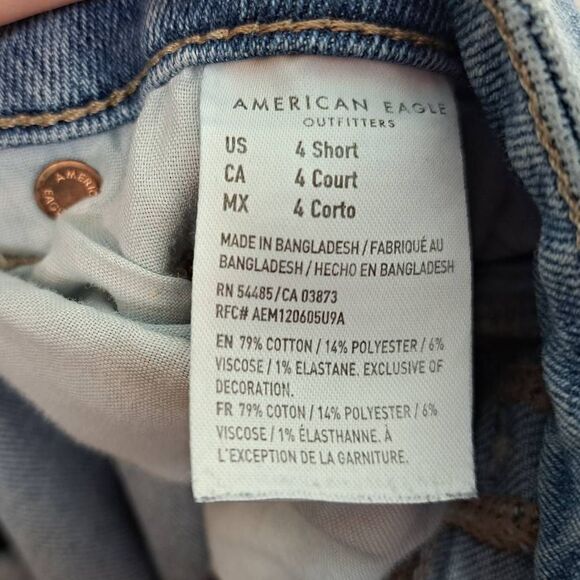 AMERICAN EAGLE
OUTFITTERS
US 4 Short
CA 4 Court
MX 4 Corto
MADE IN BANGLADESH / FABRIQUÉ AU
BANGLADESH / HECHO EN BANGLADESH
RN 54485 / CA 03873
RFC# AEM120605U9A
EN 79% COTTON / 14% POLYESTER / 6%
VISCOSE / 1% ELASTANE. EXCLUSIVE OF
DECORATION.
FR 79% COTON / 14% POLYESTER / 6%
VISCOSE / 1% ÉLASTHANNE. À
L'EXCEPTION DE LA GARNITURE.
AMERIC
EAGLE